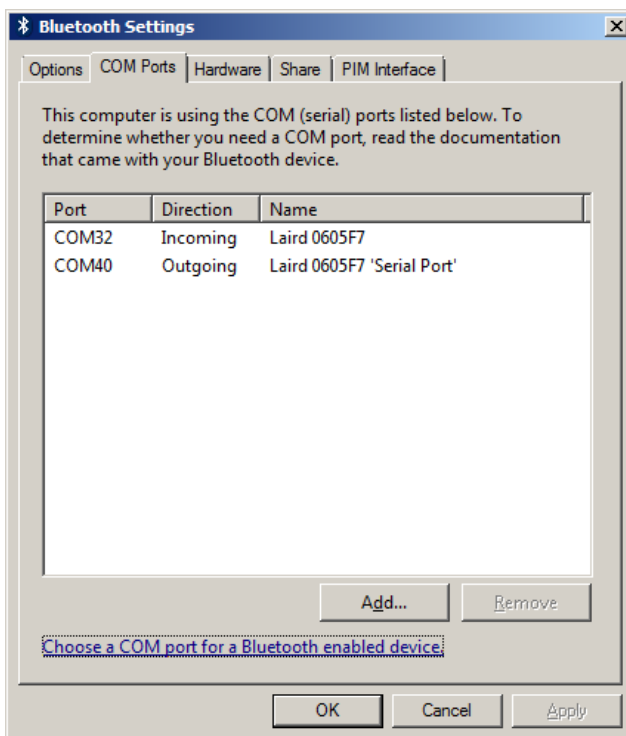 Bluetooth Settings
Options COM Ports Hardware Share PIM Interface
This computer is using the COM (serial) ports listed below. To
determine whether you need a COM port, read the documentation
that came with your Bluetooth device.
Port Direction Name
COM32 Incoming Laird 0605F7
COM40 Outgoing Laird 0605F7 'Serial Port'
Add... Remove
Choose a COM port for a Bluetooth enabled device.
OK Cancel Apply